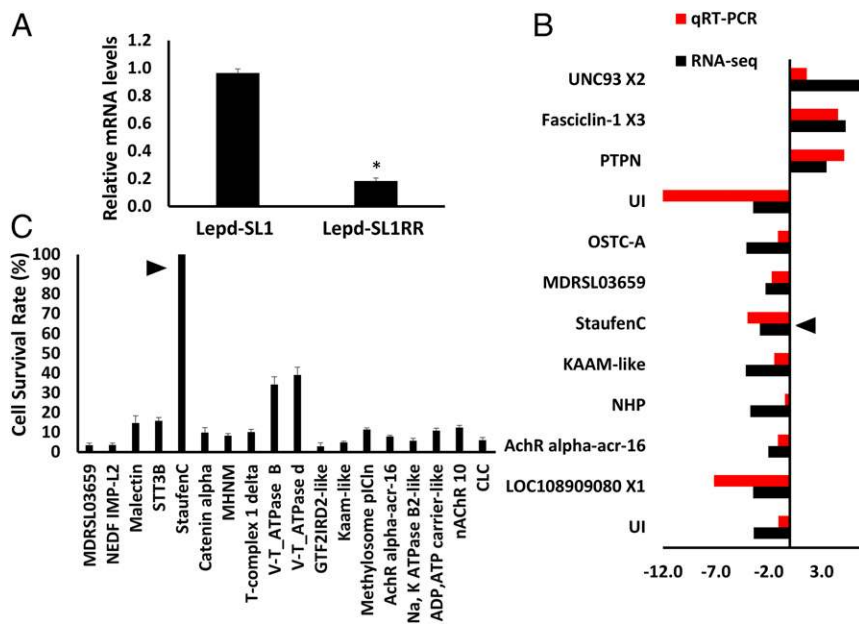 A
Relative mRNA levels
1.2
1.0
0.8
0.6
0.4
0.2
0.0
*
Lepd-SL1
Lepd-SL1RR
B
qRT-PCR
RNA-seq
UNC93 X2
Fasciclin-1 X3
PTPN
UI
OSTC-A
MDRSL03659
StaufenC
KAAM-like
NHP
AchR alpha-acr-16
LOC108909080 X1
UI
-12.0
-7.0
-2.0
3.0
C
Cell Survival Rate (%)
100
90
80
70
60
50
40
30
20
10
0
MDRSL03659
NEDF IMP-L2
Malectin
STT3B
StaufenC
Catenin alpha
MHNM
T-complex 1 delta
V-T_ATPase B
V-T_ATPase d
GTF2IRD2-like
Kaam-like
Methylosome pICln
AchR alpha-acr-16
Na, K ATPase B2-like
ADP,ATP carrier-like
nAChR 10
CLC